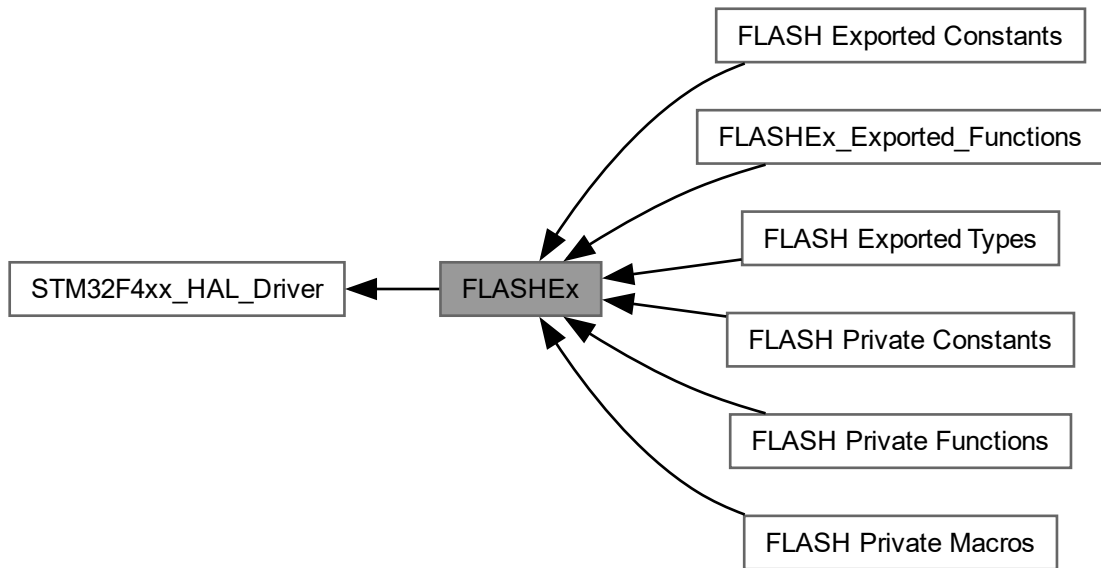 FLASH Exported Constants
FLASHEx_Exported_Functions
FLASH Exported Types
STM32F4xx_HAL_Driver
FLASHEx
FLASH Private Constants
FLASH Private Functions
FLASH Private Macros